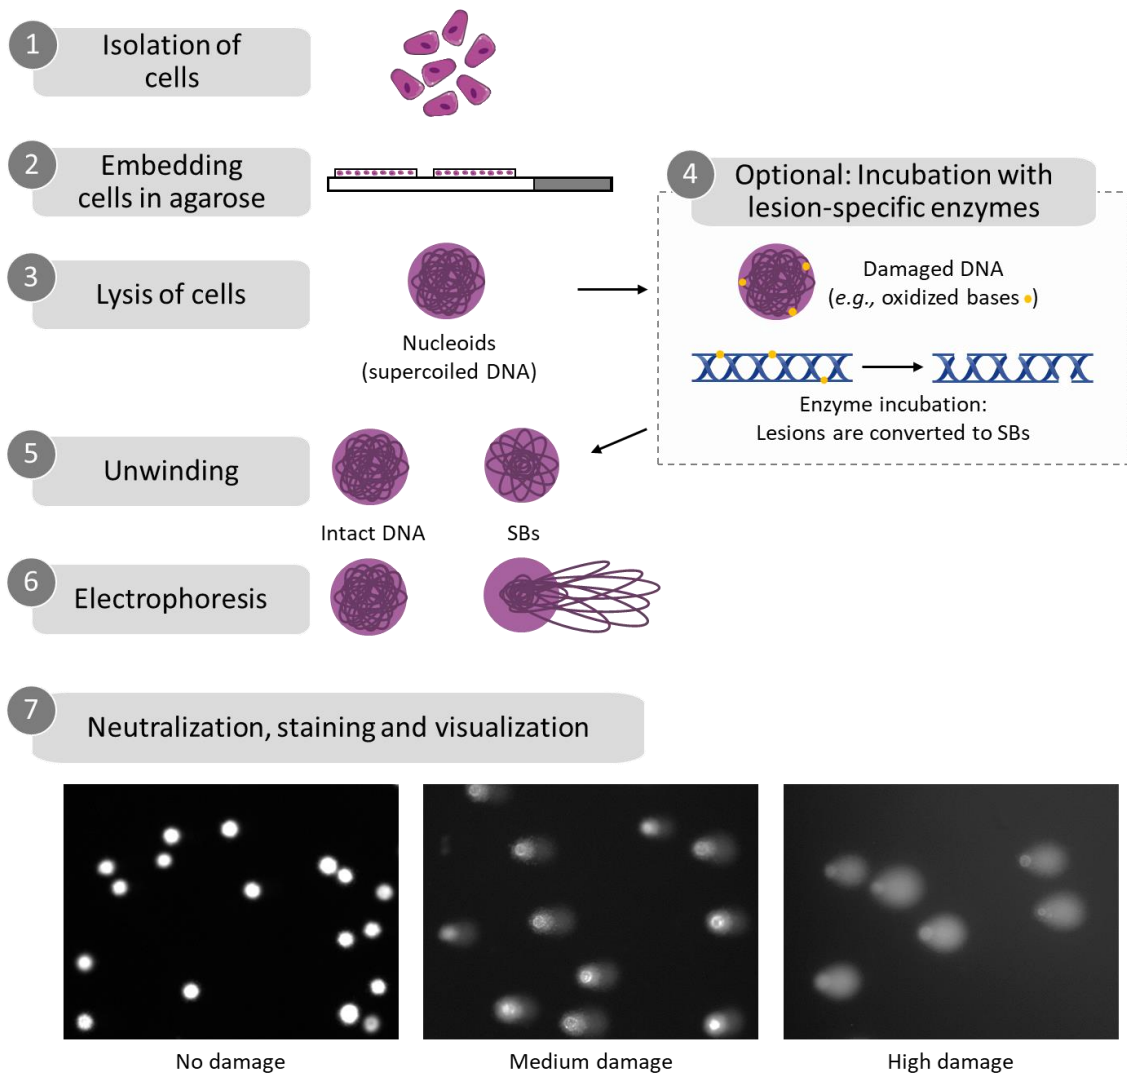 1
Isolation of
cells
2
Embedding
cells in agarose
3
Lysis of cells
Nucleoids
(supercoiled DNA)
4
Optional: Incubation with
lesion-specific enzymes
Damaged DNA
(e.g., oxidized bases )
Enzyme incubation:
Lesions are converted to SBs
5
Unwinding
Intact DNA
SBs
6
Electrophoresis
7
Neutralization, staining and visualization
No damage
Medium damage
High damage